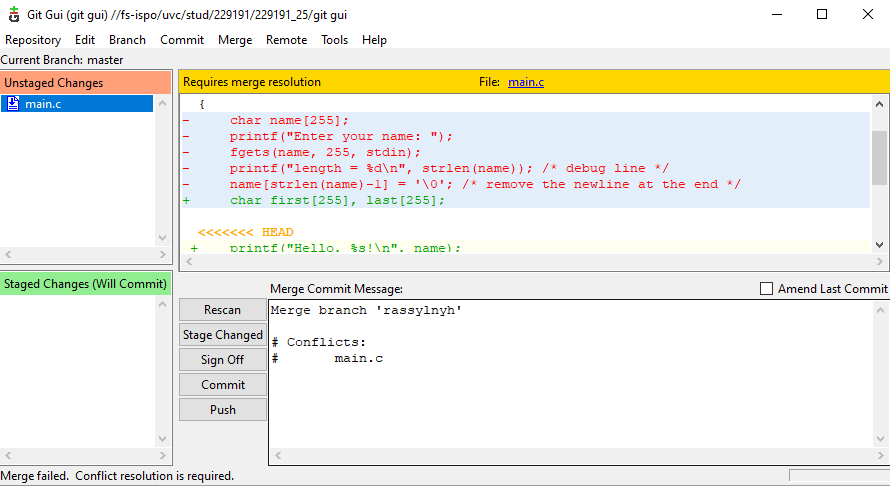 Git Gui (git gui) //fs-ispo/uvc/stud/229191/229191_25/git gui
Repository Edit Branch Commit Merge Remote Tools Help
Current Branch: master
Unstaged Changes
main.c
Requires merge resolution File: main.c
{
- char name[255];
- printf("Enter your name: ");
- fgets(name, 255, stdin);
- printf("length = %d\n", strlen(name)); /* debug line */
- name[strlen(name)-1] = '\0'; /* remove the newline at the end */
+ char first[255], last[255];
<<<<<<< HEAD
+ printf("Hello, %s!\n", name);
Staged Changes (Will Commit)
Rescan
Stage Changed
Sign Off
Commit
Push
Merge Commit Message: Amend Last Commit
Merge branch 'rassylnyh'
# Conflicts:
# main.c
Merge failed. Conflict resolution is required.